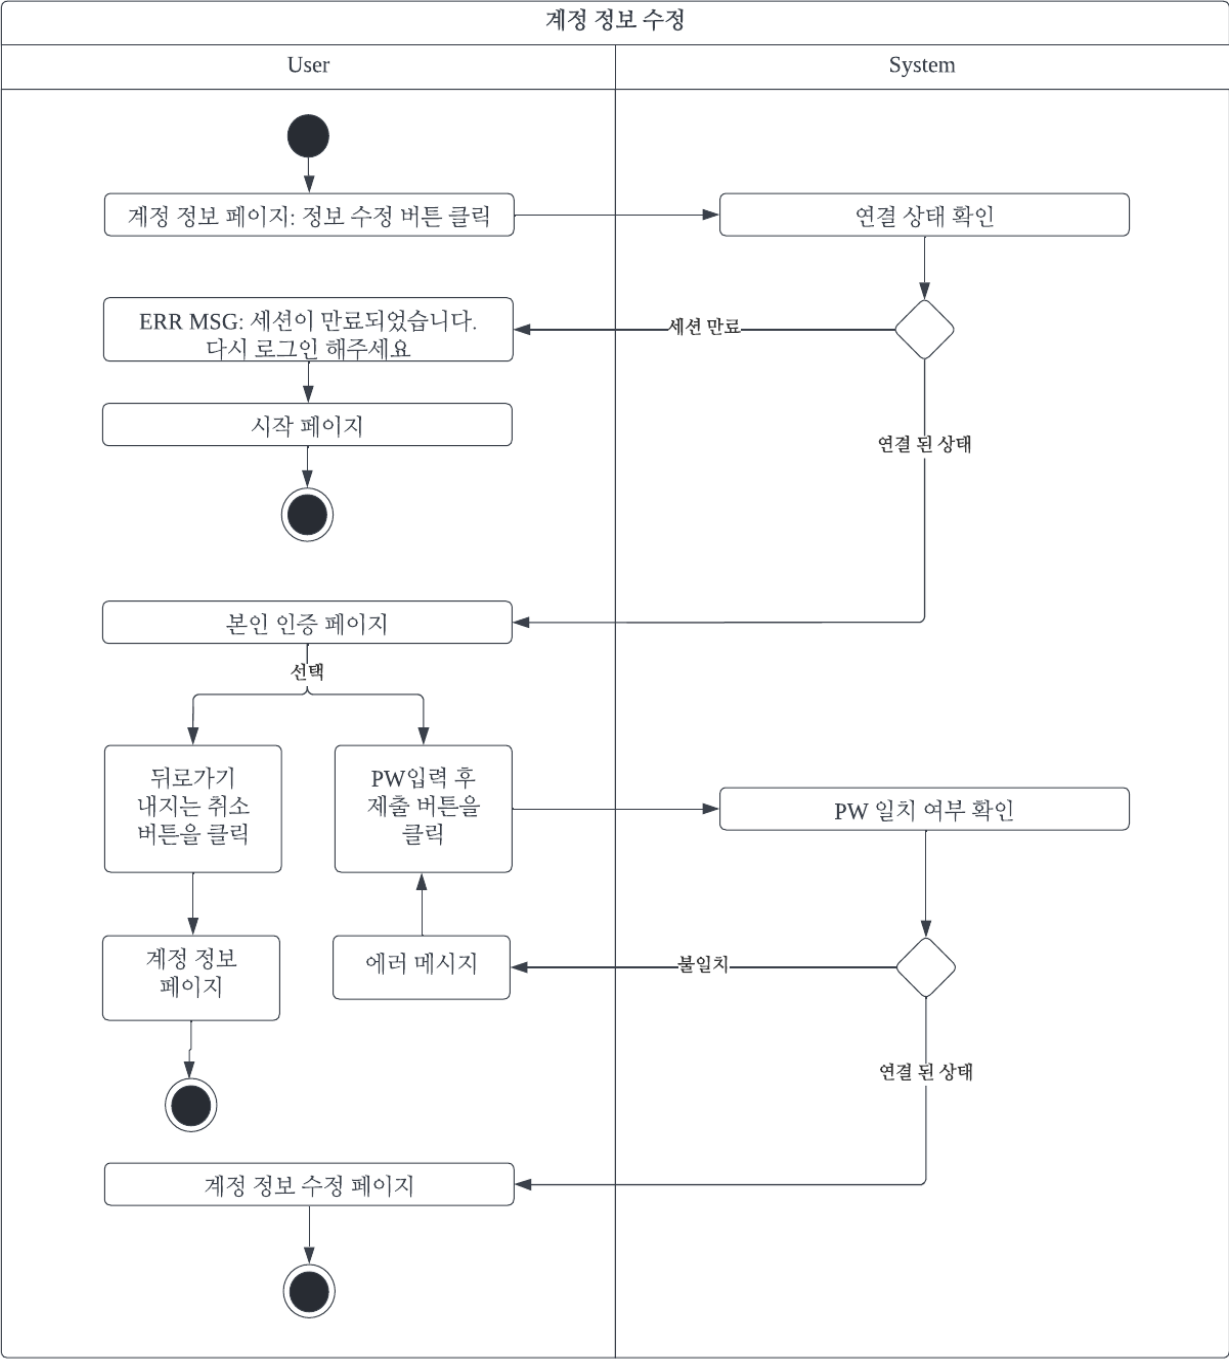 계정 정보 수정
User
System
계정 정보 페이지: 정보 수정 버튼 클릭
연결 상태 확인
ERR MSG: 세션이 만료되었습니다.
다시 로그인 해주세요
세션 만료
시작 페이지
연결 된 상태
본인 인증 페이지
선택
뒤로가기
내지는 취소
버튼을 클릭
PW입력 후
제출 버튼을
클릭
PW 일치 여부 확인
계정 정보
페이지
에러 메시지
불일치
연결 된 상태
계정 정보 수정 페이지